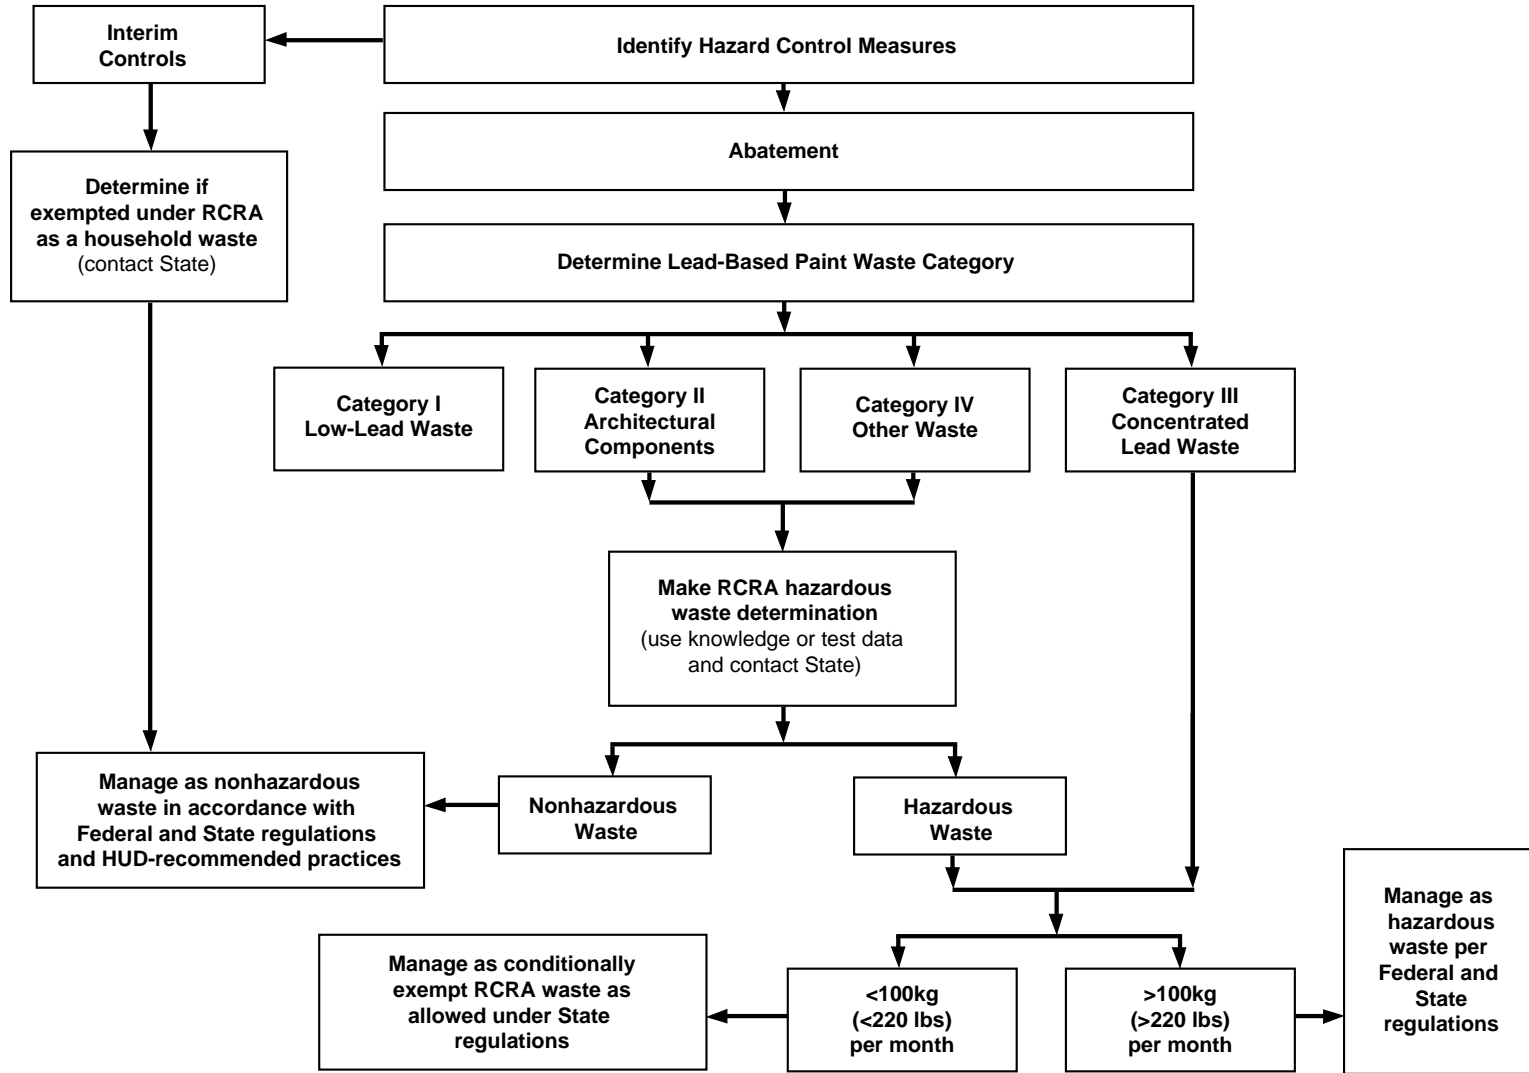 Interim
Controls
Identify Hazard Control Measures
Abatement
Determine if
exempted under RCRA
as a household waste
(contact State)
Determine Lead-Based Paint Waste Category
Category I
Low-Lead Waste
Category II
Architectural
Components
Category IV
Other Waste
Category III
Concentrated
Lead Waste
Make RCRA hazardous
waste determination
(use knowledge or test data
and contact State)
Manage as nonhazardous
waste in accordance with
Federal and State regulations
and HUD-recommended practices
Nonhazardous
Waste
Hazardous
Waste
Manage as conditionally
exempt RCRA waste as
allowed under State
regulations
<100kg
(<220 lbs)
per month
>100kg
(>220 lbs)
per month
Manage as
hazardous
waste per
Federal and
State
regulations